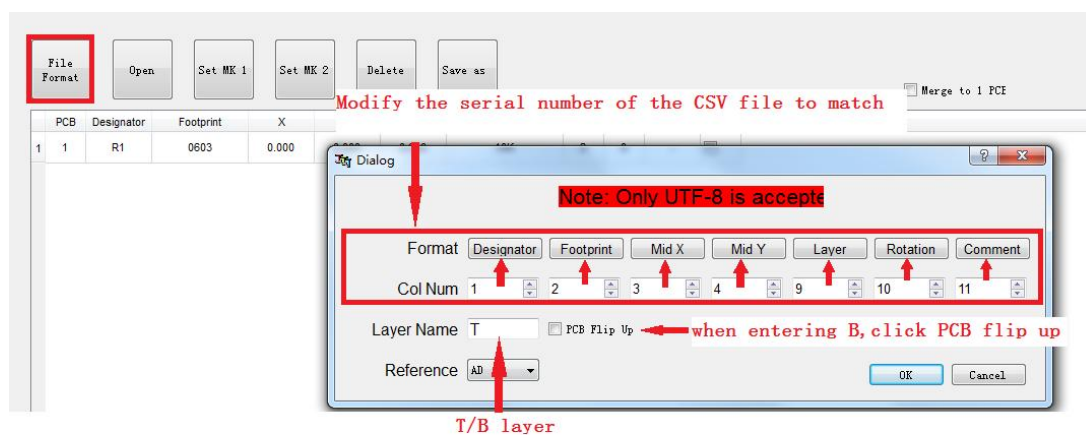 File Format
Open
Set MK 1
Set MK 2
Delete
Save as
Merge to 1 PCB
Modify the serial number of the CSV file to match
PCB Designator Footprint X
1 1 R1 0603 0.000
Dialog
Note: Only UTF-8 is accepte
Format Designator Footprint Mid X Mid Y Layer Rotation Comment
Col Num 1 2 3 4 9 10 11
Layer Name T PCB Flip Up when entering B, click PCB flip up
Reference AD OK Cancel
T/B layer